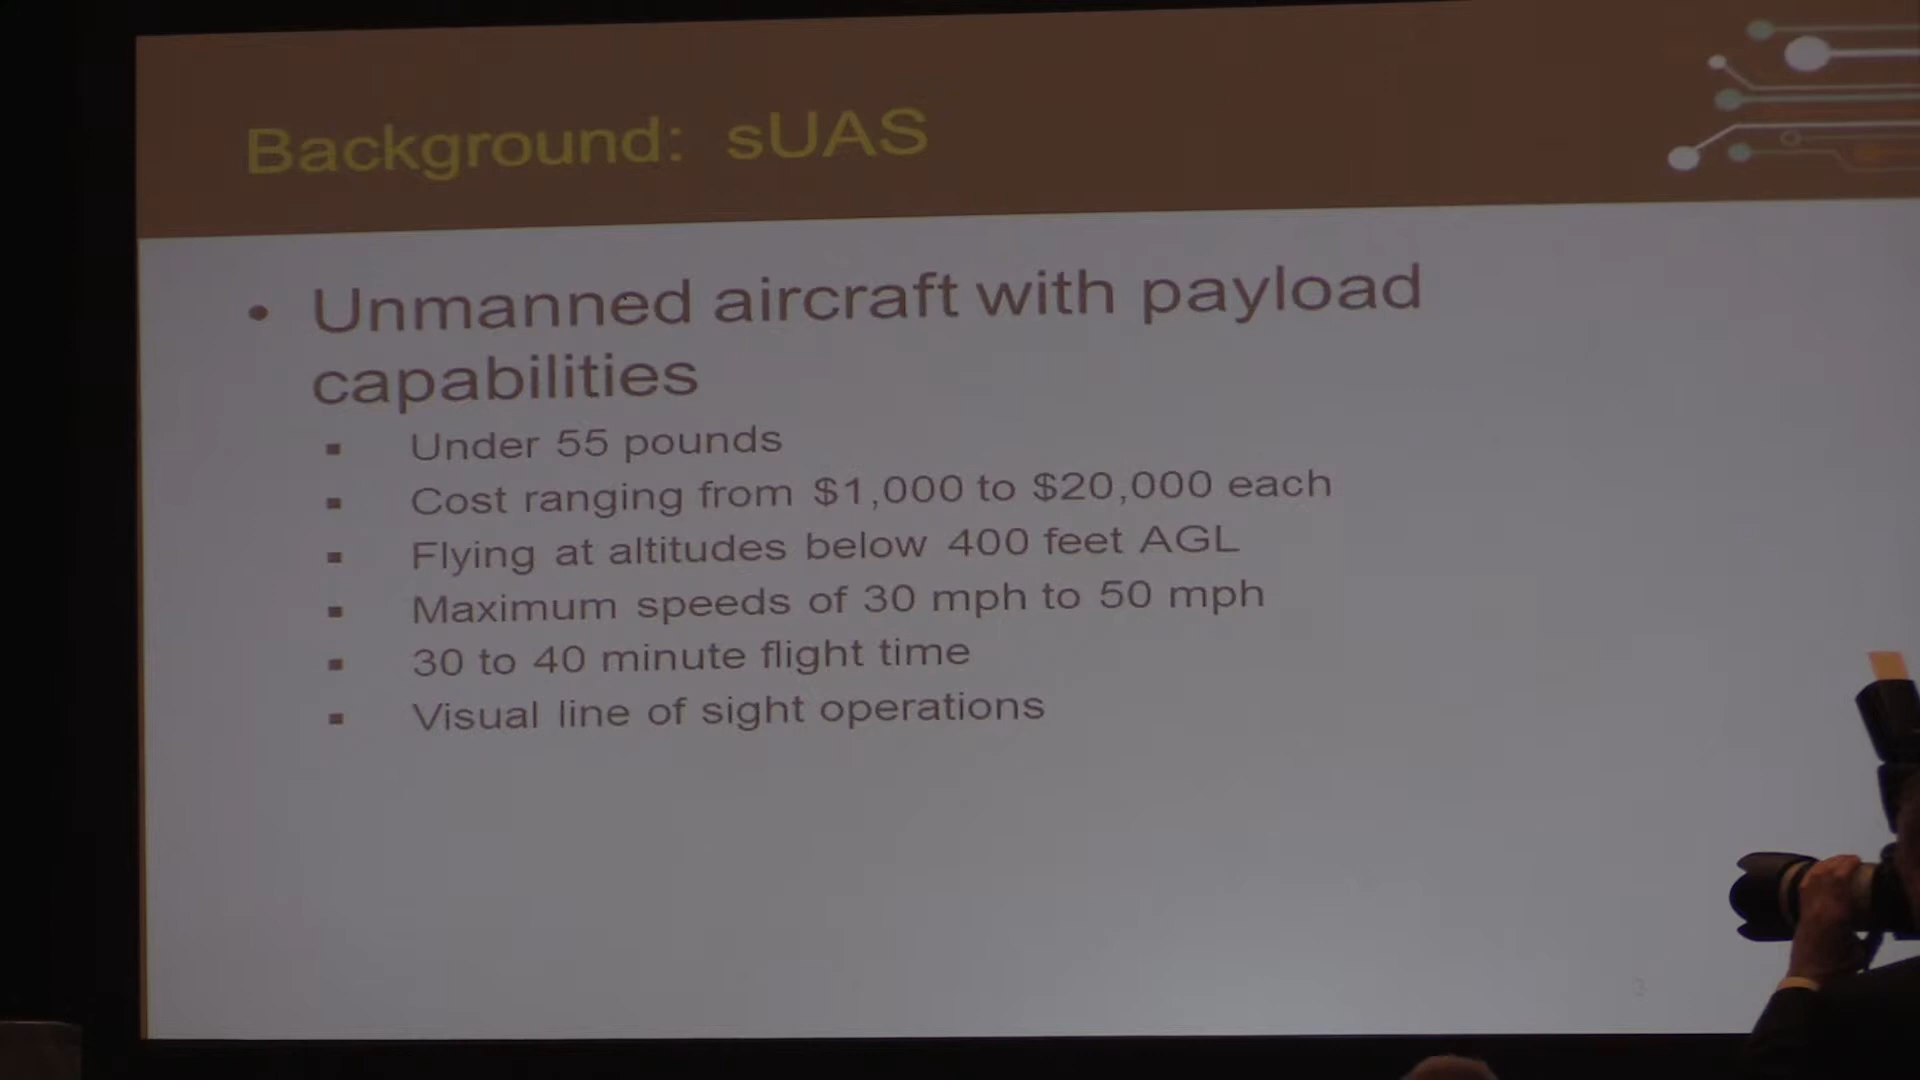 Background: sUAS
• Unmanned aircraft with payload
capabilities
▪ Under 55 pounds
▪ Cost ranging from $1,000 to $20,000 each
▪ Flying at altitudes below 400 feet AGL
▪ Maximum speeds of 30 mph to 50 mph
▪ 30 to 40 minute flight time
▪ Visual line of sight operations
3